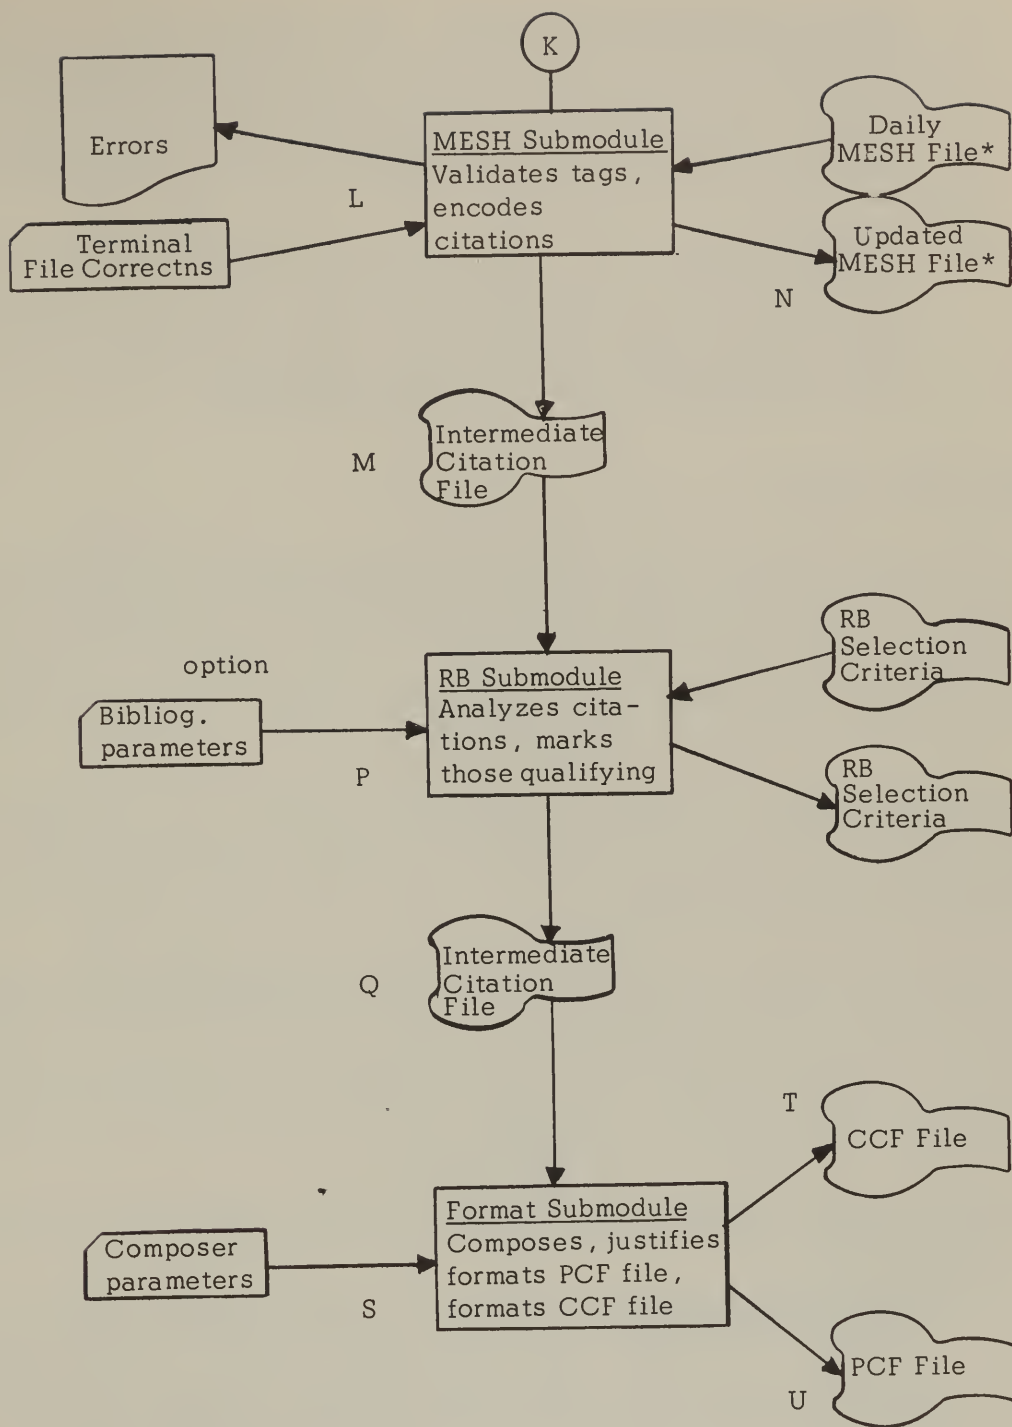 K
Errors
MESH Submodule
Validates tags,
encodes
citations
Daily
MESH File*
L
Terminal
File Correctns
Updated
MESH File*
N
M
Intermediate
Citation
File
option
Bibliog.
parameters
P
RB Submodule
Analyzes cita-
tions, marks
those qualifying
RB
Selection
Criteria
RB
Selection
Criteria
Q
Intermediate
Citation
File
T
CCF File
Composer
parameters
S
Format Submodule
Composes, justifies
formats PCF file,
formats CCF file
PCF File
U